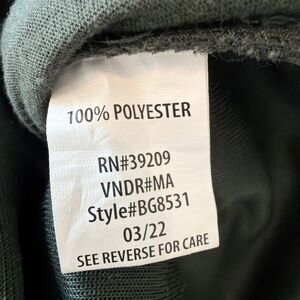 100% POLYESTER
RN#39209
VNDR#MA
Style#BG8531
03/22
SEE REVERSE FOR CARE